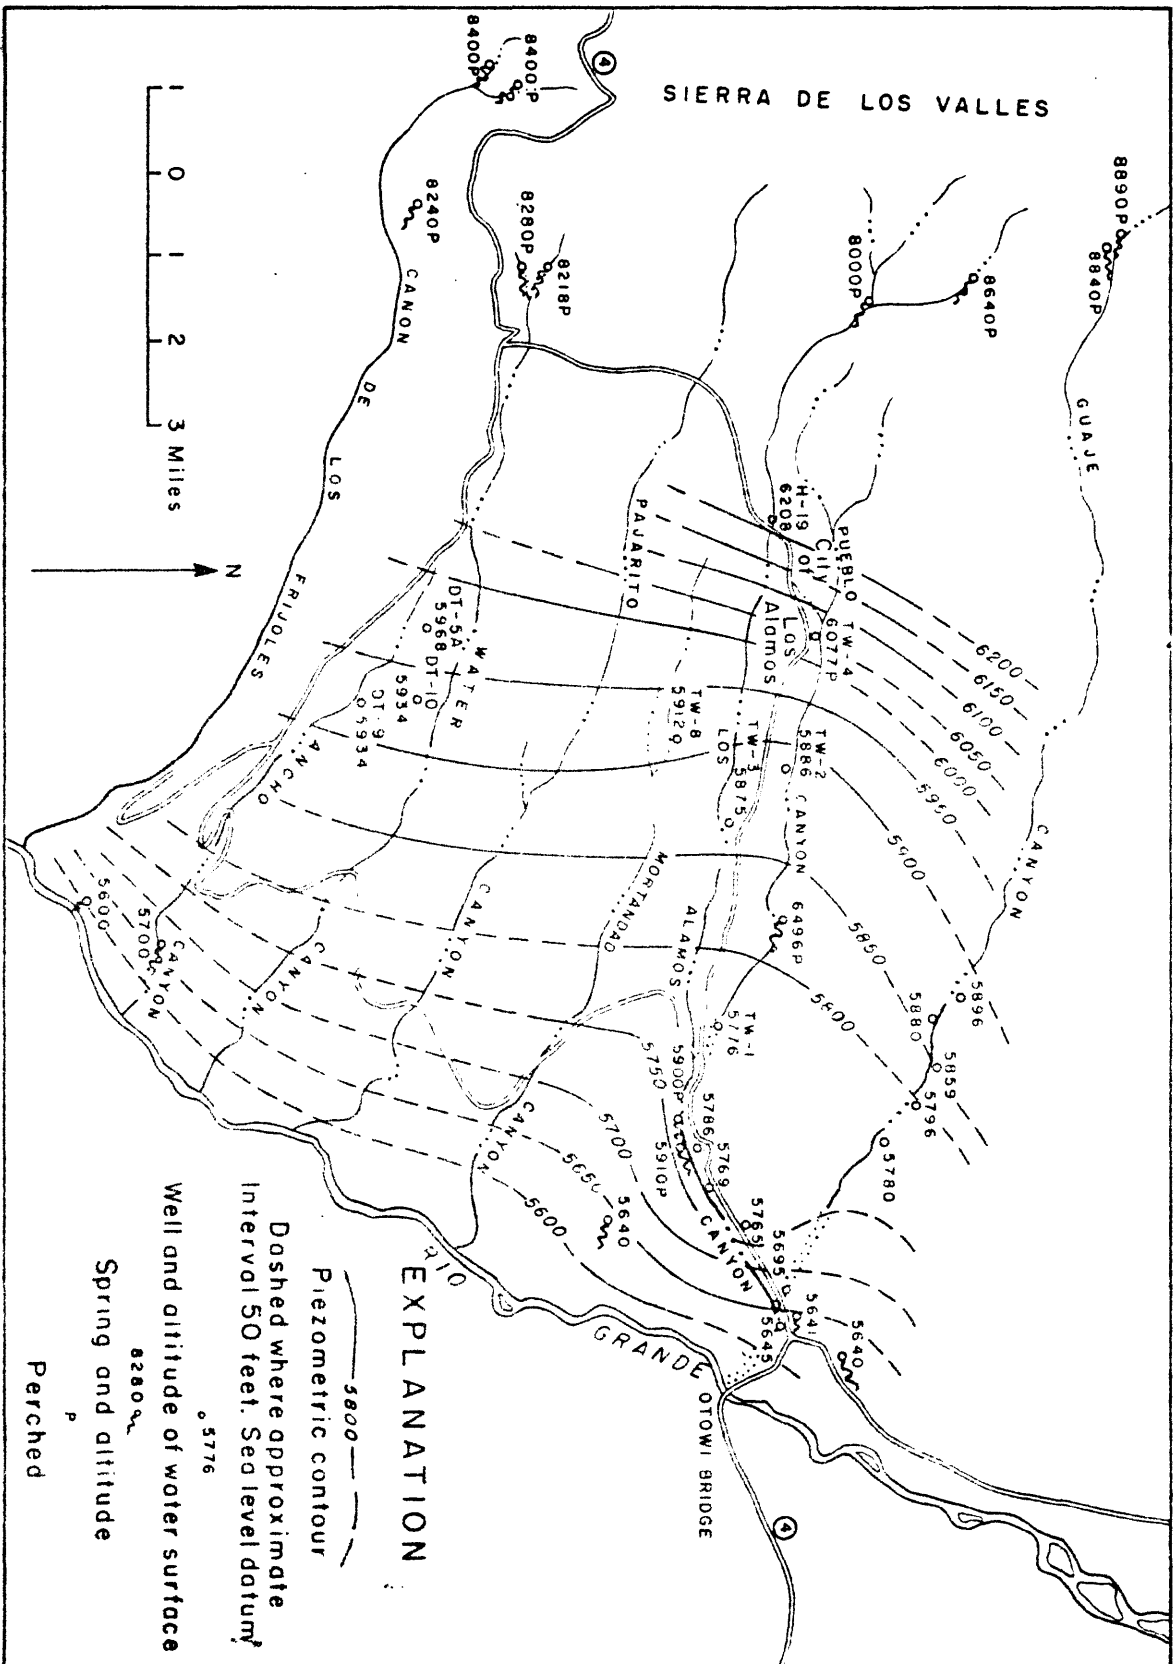 SIERRA DE LOS VALLES
4
8400P
8400P
8240P
8280P
8218P
8000P
8640P
8890P
8840P
1 0 1 2 3 Miles
N
GUAJE
CANYON
PUEBLO
CANYON
H-19
6208
City
of
Los
Alamos
TW-4
6077P
TW-2
5886
TW-3
5875
TW-8
5912
PAJARITO
CANYON
WATER
CANYON
DT-5A
5968
DT-10
5934
DT-9
5934
ANCHO
CANYON
CANON DE LOS FRIJOLES
LOS
ALAMOS
CANYON
MORTANDAD
CANYON
6200
6150
6100
6050
6000
5950
5900
5850
5800
5750
5700
5650
5600
6496P
TW-1
5776
5896
5880
5859
5796
5780
5900P
5910P
5786
5769
5765
5695
5641
5645
5640
5640
5700
5600
RIO
GRANDE
OTOWI BRIDGE
4
EXPLANATION
5800
Piezometric contour
Dashed where approximate
Interval 50 feet. Sea level datum
5776
Well and altitude of water surface
8280
Spring and altitude
P
Perched